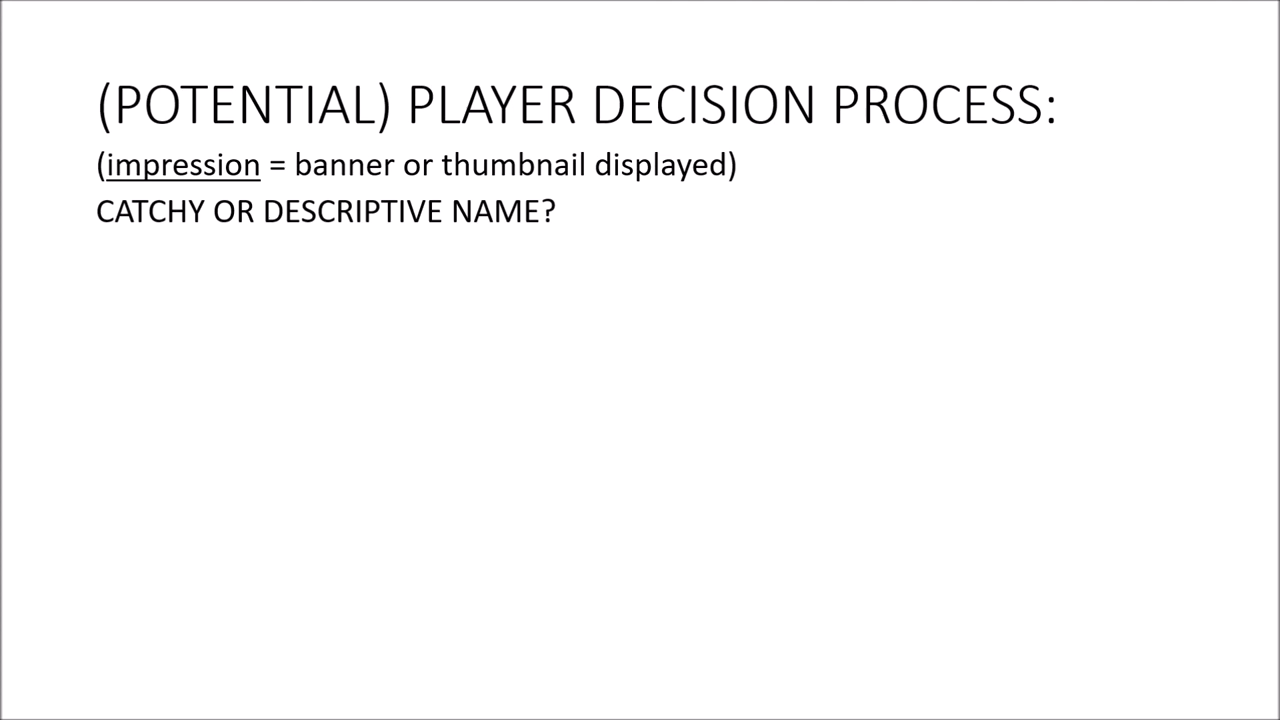 (POTENTIAL) PLAYER DECISION PROCESS:
(impression = banner or thumbnail displayed)
CATCHY OR DESCRIPTIVE NAME?